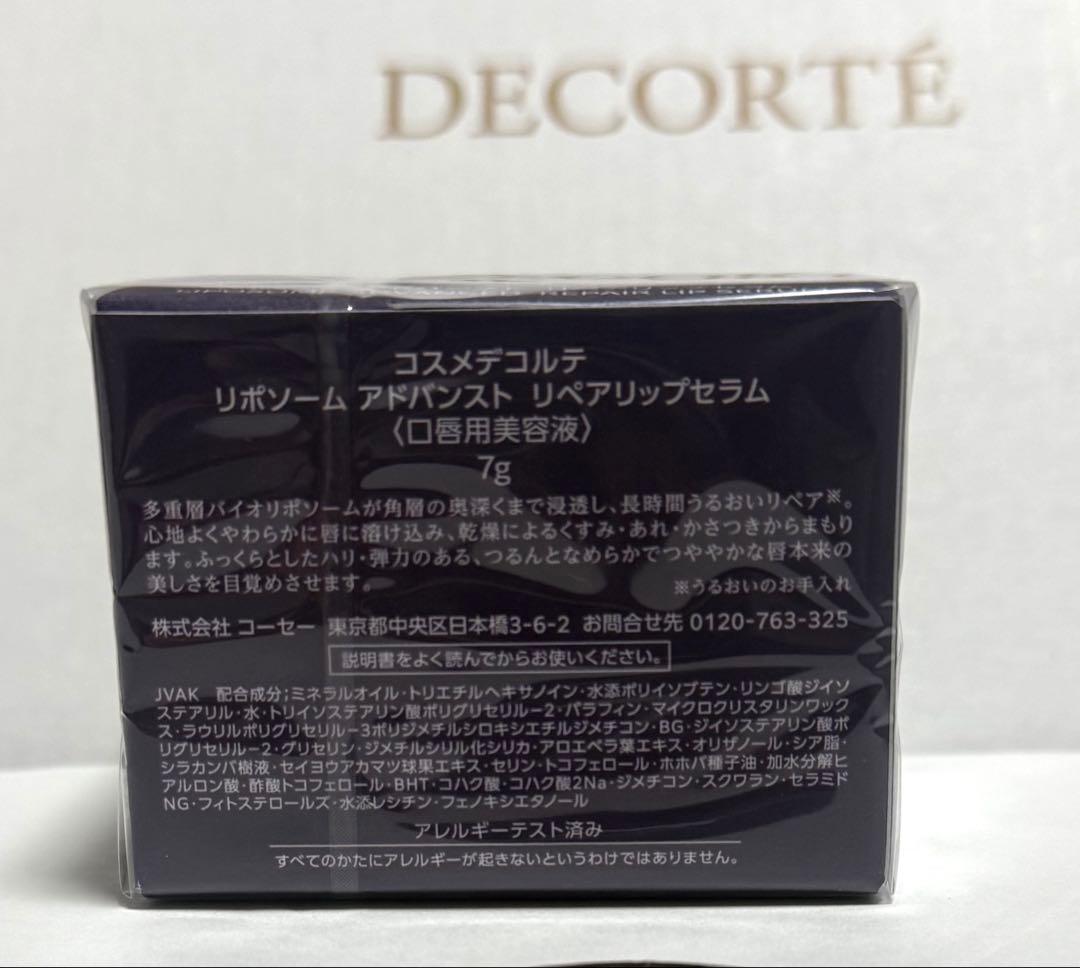 DECORTÉ
REPAIR LIP SERUM
コスメデコルテ
リポソーム アドバンスト リペアリップセラム
〈口唇用美容液〉
7g
多重層バイオリポソームが角層の奥深くまで浸透し、長時間うるおいリペア※。
心地よくやわらかに唇に溶け込み、乾燥によるくすみ・あれ・かさつきからまもり
ます。ふっくらとしたハリ・弾力のある、つるんとなめらかでつややかな唇本来の
美しさを目覚めさせます。 ※うるおいのお手入れ
株式会社 コーセー 東京都中央区日本橋3-6-2 お問合せ先 0120-763-325
説明書をよく読んでからお使いください。
JVAK 配合成分;ミネラルオイル・トリエチルヘキサノイン・水添ポリイソブテン・リンゴ酸ジイソ
ステアリル・水・トリイソステアリン酸ポリグリセリル-2・パラフィン・マイクロクリスタリンワック
ス・ラウリルポリグリセリル-3ポリジメチルシロキシエチルジメチコン・BG・ジイソステアリン酸ポ
リグリセリル-2・グリセリン・ジメチルシリル化シリカ・アロエベラ葉エキス・オリザノール・シア脂・
シラカンバ樹液・セイヨウアカマツ球果エキス・セリン・トコフェロール・ホホバ種子油・加水分解ヒ
アルロン酸・酢酸トコフェロール・BHT・コハク酸・コハク酸2Na・ジメチコン・スクワラン・セラミド
NG・フィトステロールズ・水添レシチン・フェノキシエタノール
アレルギーテスト済み
すべてのかたにアレルギーが起きないというわけではありません。